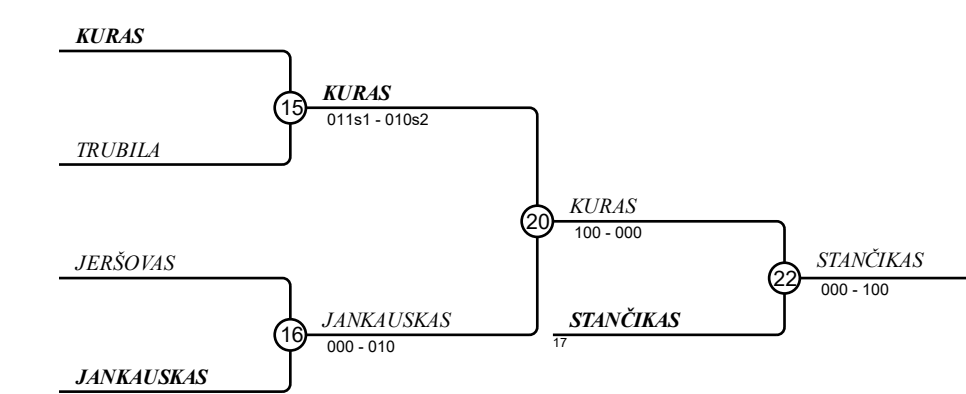 KURAS
15
KURAS
011s1 - 010s2
TRUBILA
20
KURAS
100 - 000
JERŠOVAS
22
STANČIKAS
000 - 100
16
JANKAUSKAS
000 - 010
STANČIKAS
17
JANKAUSKAS